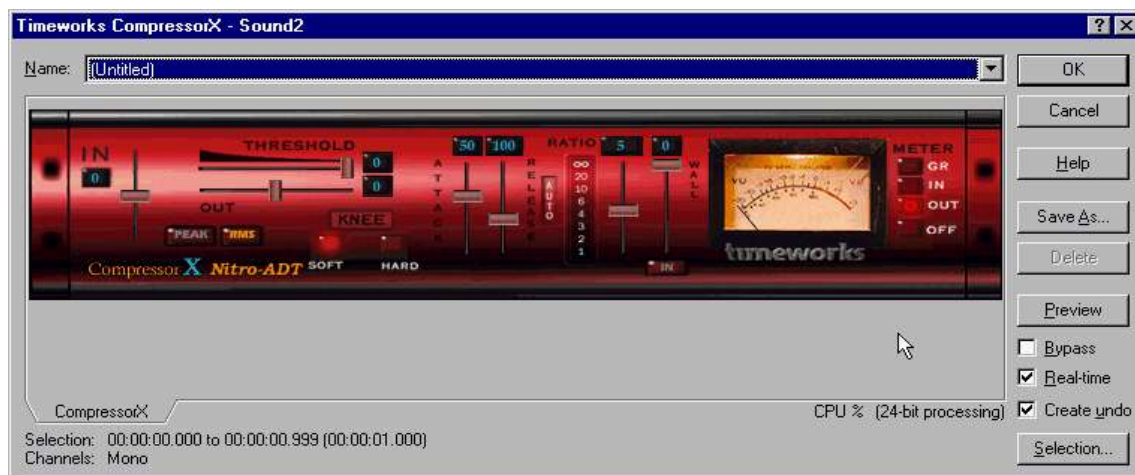 Timeworks CompressorX - Sound2
Name: (Untitled)
OK
Cancel
Help
Save As...
Delete
Preview
Bypass
Real-time
Create undo
Selection...
IN
0
THRESHOLD
0
0
OUT
KNEE
PEAK RMS
SOFT HARD
Compressor X Nitro-ADT
ATTACK
50
100
RELEASE
AUTO
RATIO
5
0
∞
20
10
6
4
3
2
1
WALL
IN
VU
timeworks
METER
GR
IN
OUT
OFF
CompressorX
CPU % (24-bit processing)
Selection: 00:00:00.000 to 00:00:00.999 (00:00:01.000)
Channels: Mono